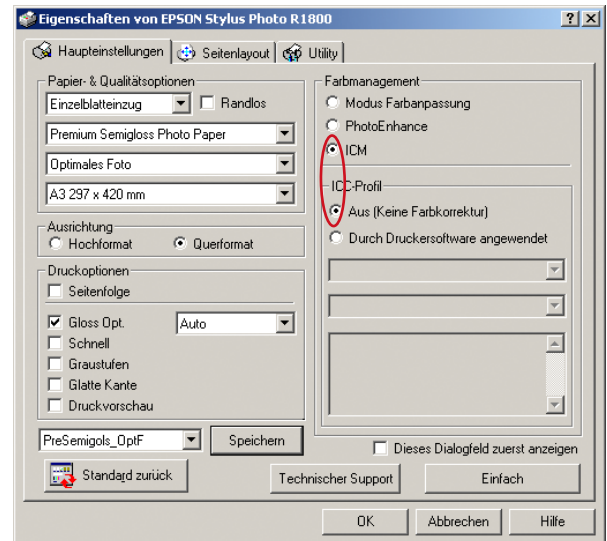 Eigenschaften von EPSON Stylus Photo R1800
Haupteinstellungen
Seitenlayout
Utility
Papier- & Qualitätsoptionen
Einzelblatteinzug
Randlos
Premium Semigloss Photo Paper
Optimales Foto
A3 297 x 420 mm
Ausrichtung
Hochformat
Querformat
Druckoptionen
Seitenfolge
Gloss Opt.
Auto
Schnell
Graustufen
Glatte Kante
Druckvorschau
Farbmanagement
Modus Farbanpassung
PhotoEnhance
ICM
ICC-Profil
Aus (Keine Farbkorrektur)
Durch Druckersoftware angewendet
PreSemigols_OptF
Speichern
Dieses Dialogfeld zuerst anzeigen
Standard zurück
Technischer Support
Einfach
OK
Abbrechen
Hilfe